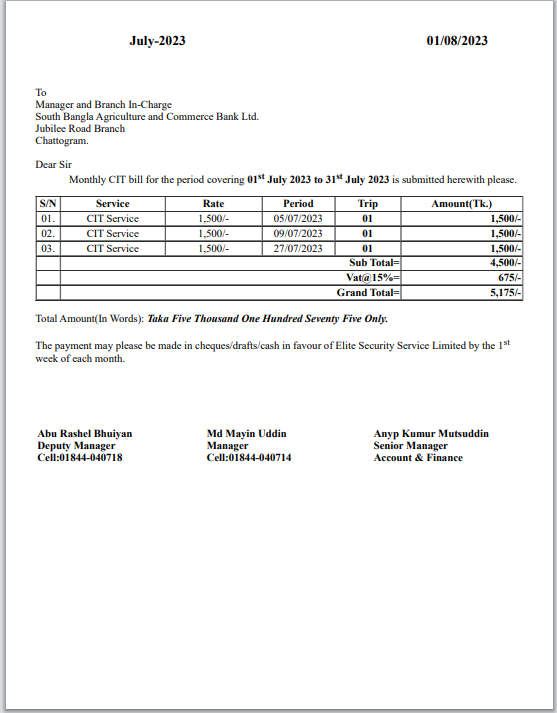 July-2023 01/08/2023
To
Manager and Branch In-Charge
South Bangla Agriculture and Commerce Bank Ltd.
Jubilee Road Branch
Chattogram.
Dear Sir
Monthly CIT bill for the period covering 01st July 2023 to 31st July 2023 is submitted herewith please.
S/N Service Rate Period Trip Amount(Tk.)
01. CIT Service 1,500/- 05/07/2023 01 1,500/-
02. CIT Service 1,500/- 09/07/2023 01 1,500/-
03. CIT Service 1,500/- 27/07/2023 01 1,500/-
Sub Total= 4,500/-
Vat@15%= 675/-
Grand Total= 5,175/-
Total Amount(In Words): Taka Five Thousand One Hundred Seventy Five Only.
The payment may please be made in cheques/drafts/cash in favour of Elite Security Service Limited by the 1st
week of each month.
Abu Rashel Bhuiyan Md Mayin Uddin Anyp Kumur Mutsuddin
Deputy Manager Manager Senior Manager
Cell:01844-040718 Cell:01844-040714 Account & Finance